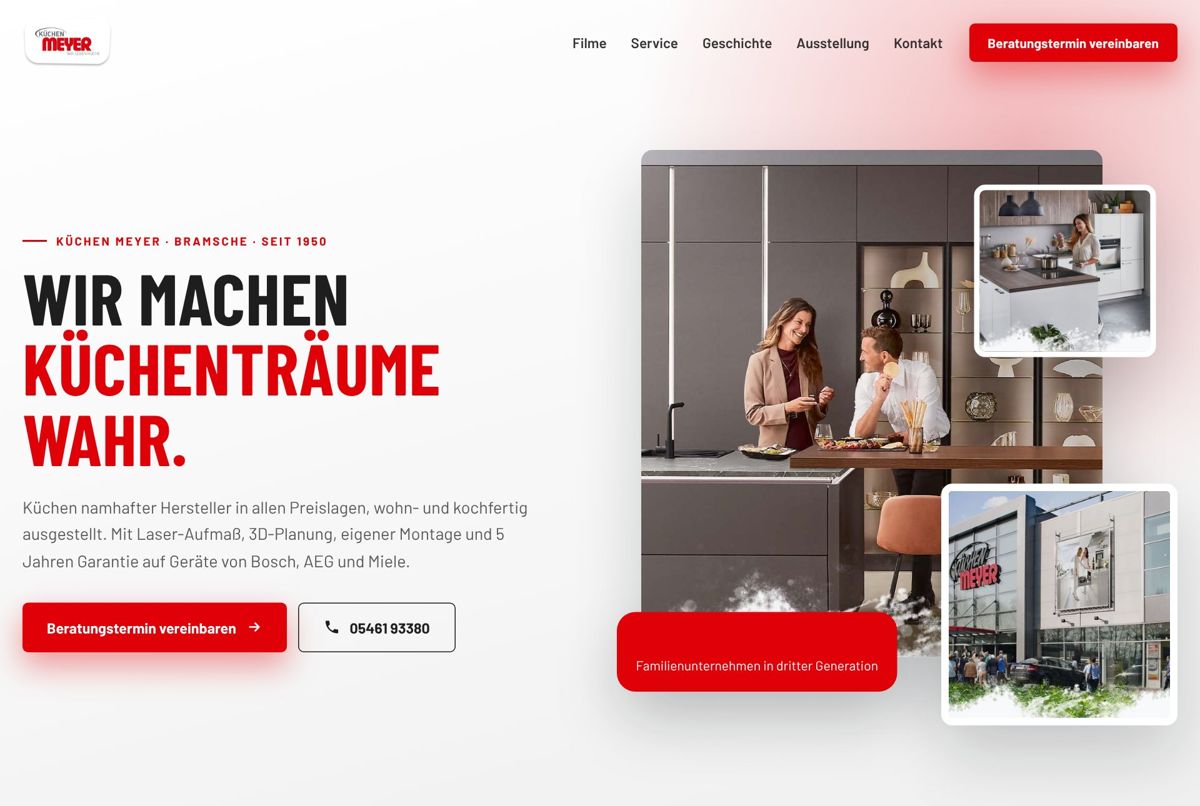 KÜCHEN
MEYER
Filme
Service
Geschichte
Ausstellung
Kontakt
Beratungstermin vereinbaren
KÜCHEN MEYER · BRAMSCHE · SEIT 1950
WIR MACHEN
KÜCHENTRÄUME
WAHR.
Küchen namhafter Hersteller in allen Preislagen, wohn- und kochfertig
ausgestellt. Mit Laser-Aufmaß, 3D-Planung, eigener Montage und 5
Jahren Garantie auf Geräte von Bosch, AEG und Miele.
Beratungstermin vereinbaren →
05461 93380
Familienunternehmen in dritter Generation
KÜCHEN
MEYER